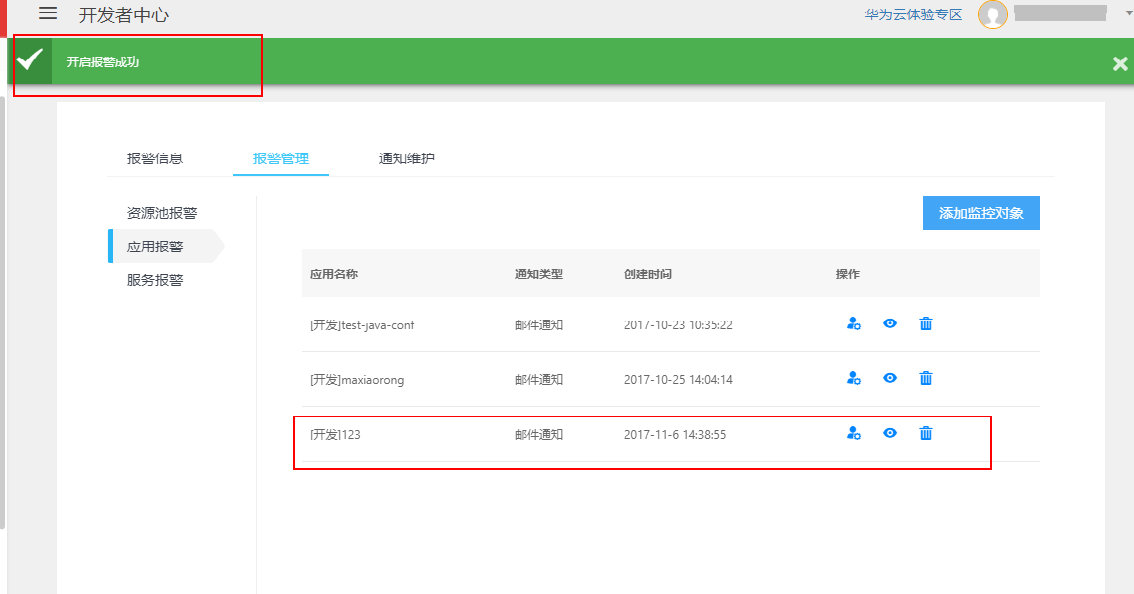 开发者中心
华为云体验专区
开启报警成功
报警信息 报警管理 通知维护
资源池报警
应用报警
服务报警
添加监控对象
应用名称 通知类型 创建时间 操作
[开发]test-java-conf 邮件通知 2017-10-23 10:35:22
[开发]maxiaorong 邮件通知 2017-10-25 14:04:14
[开发]123 邮件通知 2017-11-6 14:38:55